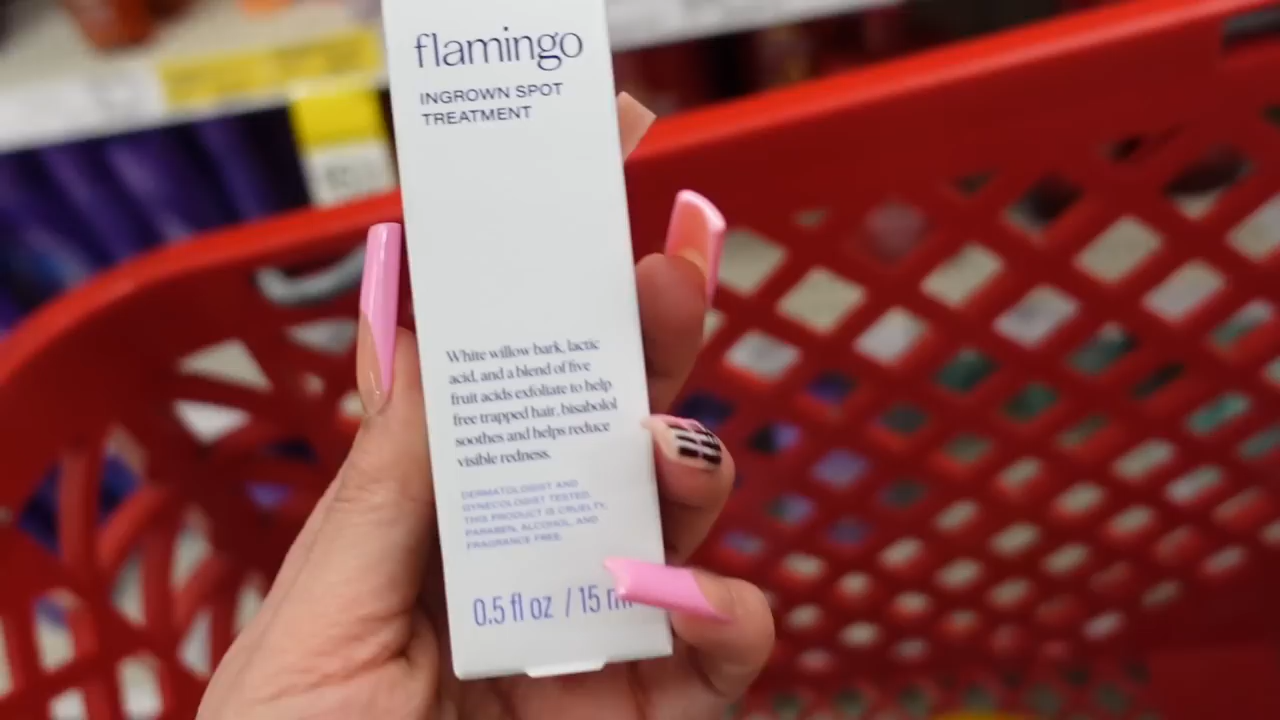 flamingo
INGROWN SPOT
TREATMENT
White willow bark, lactic
acid, and a blend of five
fruit acids exfoliate to help
free trapped hair, bisabolol
soothes and helps reduce
visible redness.
DERMATOLOGIST AND
GYNECOLOGIST TESTED.
THIS PRODUCT IS CRUELTY,
PARABEN, ALCOHOL, AND
FRAGRANCE FREE.
0.5 fl oz / 15